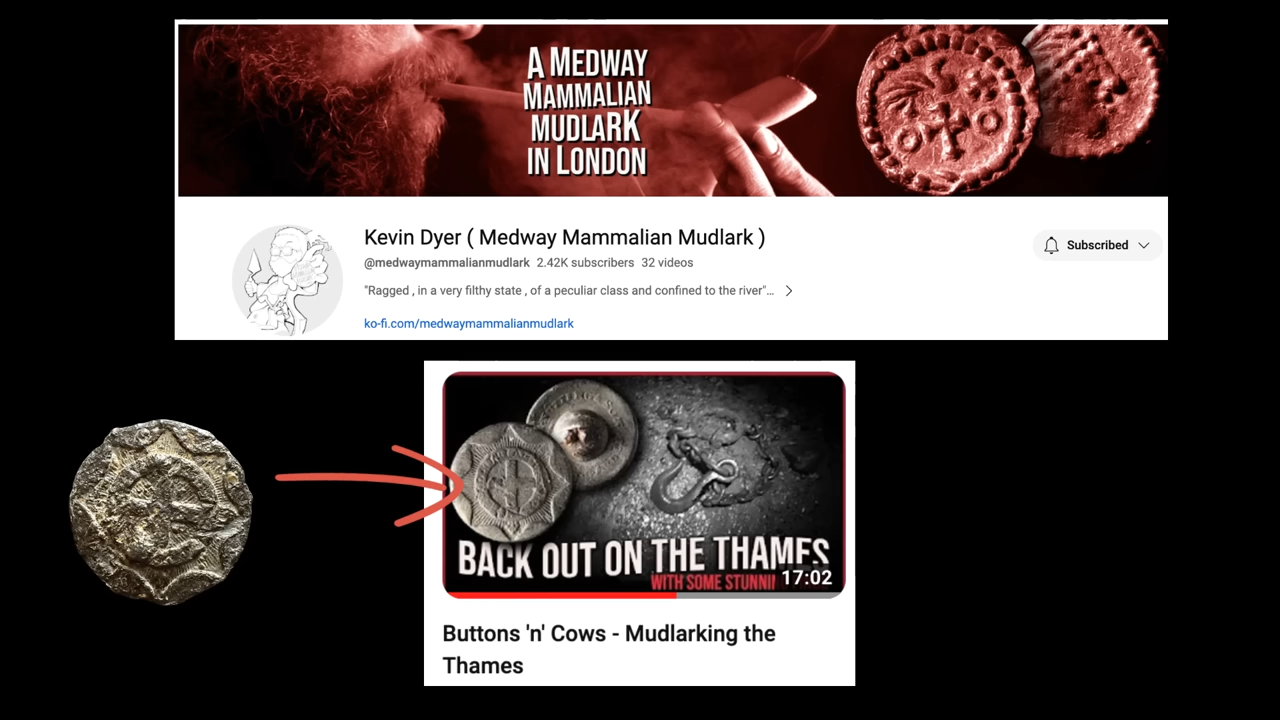 A MEDWAY
MAMMALIAN
MUDLARK
IN LONDON
Kevin Dyer ( Medway Mammalian Mudlark )
@medwaymammalianmudlark 2.42K subscribers 32 videos
Subscribed
"Ragged , in a very filthy state , of a peculiar class and confined to the river"...
ko-fi.com/medwaymammalianmudlark
BACK OUT ON THE THAMES
WITH SOME STUNNI
17:02
Buttons 'n' Cows - Mudlarking the
Thames